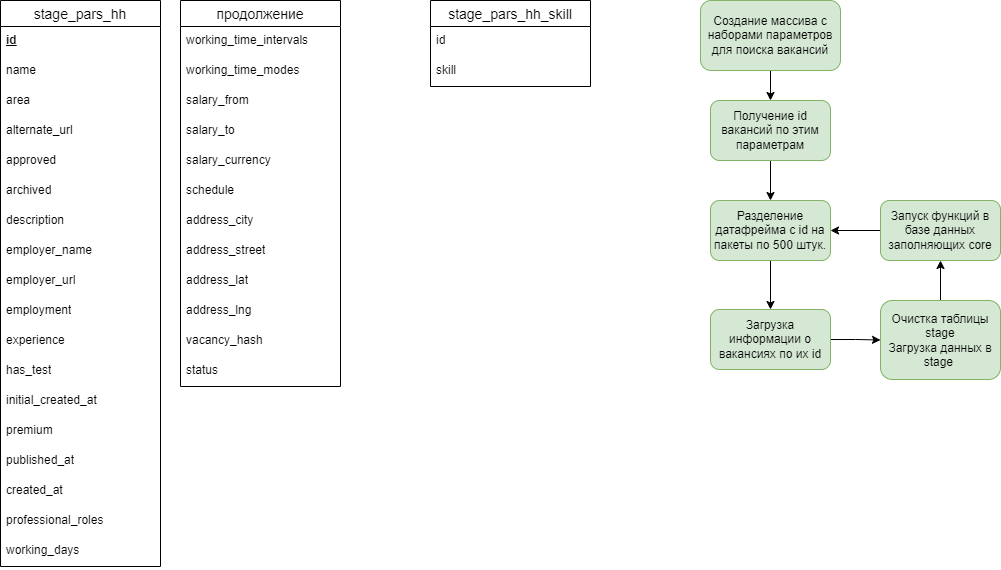 stage_pars_hh
id
name
area
alternate_url
approved
archived
description
employer_name
employer_url
employment
experience
has_test
initial_created_at
premium
published_at
created_at
professional_roles
working_days
продолжение
working_time_intervals
working_time_modes
salary_from
salary_to
salary_currency
schedule
address_city
address_street
address_lat
address_lng
vacancy_hash
status
stage_pars_hh_skill
id
skill
Создание массива с
наборами параметров
для поиска вакансий
Получение id
вакансий по этим
параметрам
Разделение
датафрейма с id на
пакеты по 500 штук.
Загрузка
информации о
вакансиях по их id
Очистка таблицы
stage
Загрузка данных в
stage
Запуск функций в
базе данных
заполняющих core